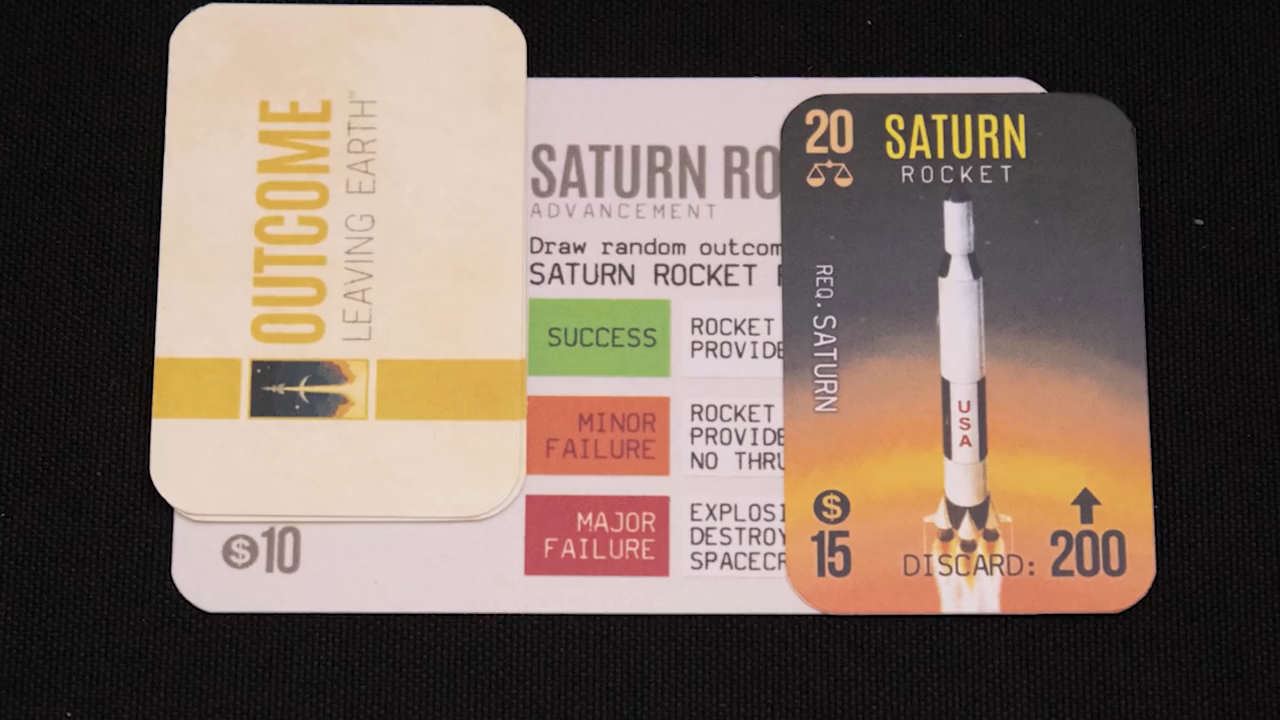 OUTCOME
LEAVING EARTH™
$10
SATURN RO
ADVANCEMENT
Draw random outcom
SATURN ROCKET
SUCCESS
ROCKET
PROVIDE
MINOR
FAILURE
ROCKET
PROVIDE
NO THRU
MAJOR
FAILURE
EXPLOSI
DESTROY
SPACECR
20
SATURN
ROCKET
REQ. SATURN
USA
$
15
DISCARD: 200